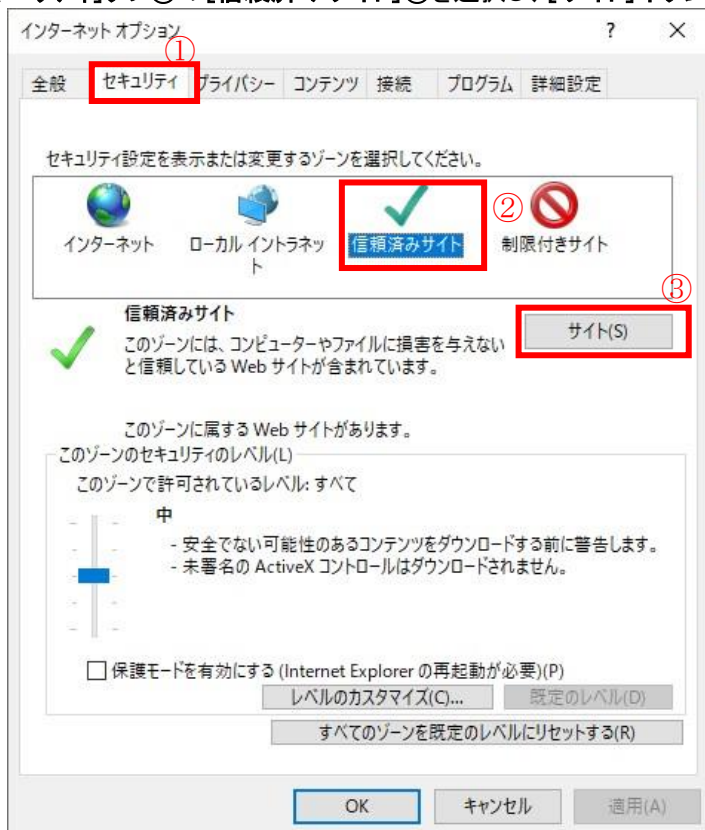 インターネット オプション
?
×
①
全般
セキュリティ
プライバシー
コンテンツ
接続
プログラム
詳細設定
セキュリティ設定を表示または変更するゾーンを選択してください。
②
インターネット
ローカル イントラネッ
ト
信頼済みサイト
制限付きサイト
③
信頼済みサイト
サイト(S)
このゾーンには、コンピューターやファイルに損害を与えない
と信頼している Web サイトが含まれています。
このゾーンに属する Web サイトがあります。
このゾーンのセキュリティのレベル(L)
このゾーンで許可されているレベル: すべて
中
- 安全でない可能性のあるコンテンツをダウンロードする前に警告します。
- 未署名の ActiveX コントロールはダウンロードされません。
保護モードを有効にする (Internet Explorer の再起動が必要)(P)
レベルのカスタマイズ(C)...
既定のレベル(D)
すべてのゾーンを既定のレベルにリセットする(R)
OK
キャンセル
適用(A)